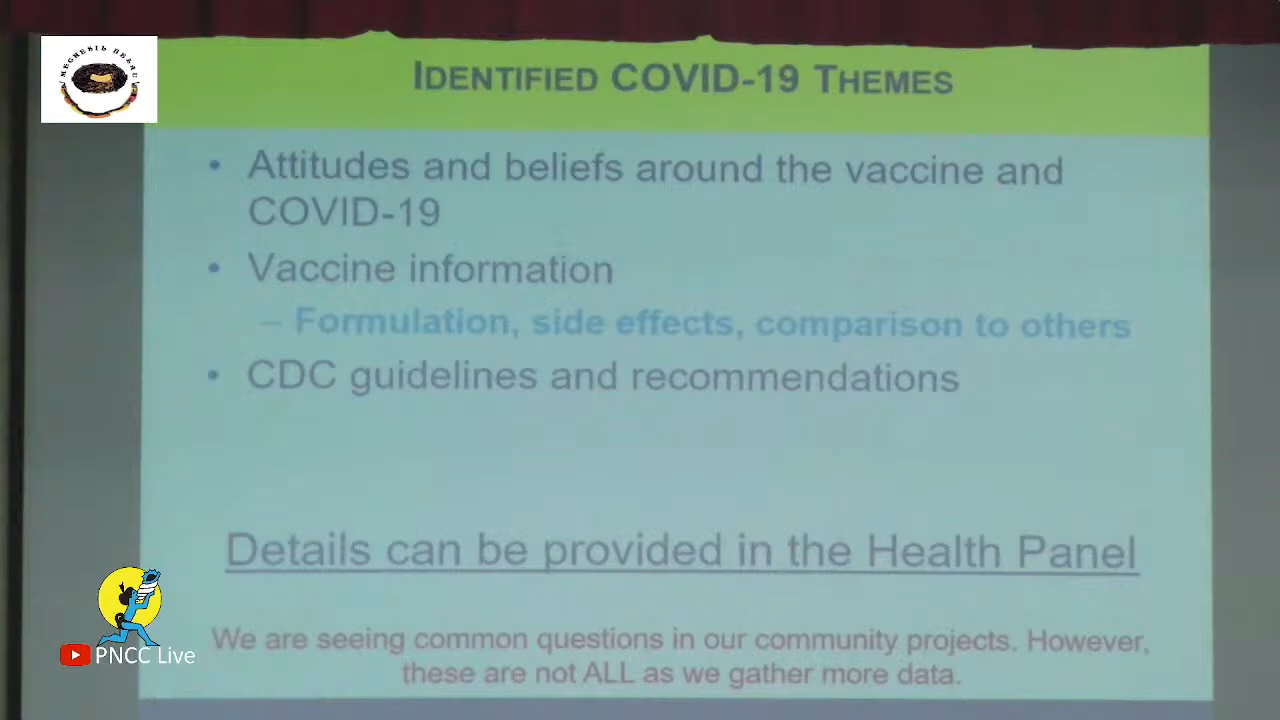 MEGNESIL BELAU
IDENTIFIED COVID-19 THEMES
• Attitudes and beliefs around the vaccine and
COVID-19
• Vaccine information
– Formulation, side effects, comparison to others
• CDC guidelines and recommendations
Details can be provided in the Health Panel
We are seeing common questions in our community projects. However,
these are not ALL as we gather more data.
PNCC Live